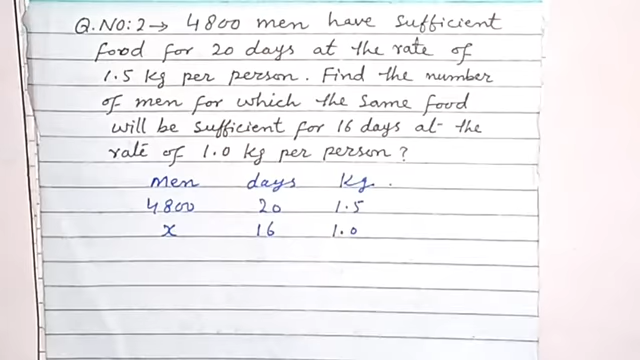 Q.NO:2→ 4800 men have sufficient
food for 20 days at the rate of
1.5 kg per person. Find the number
of men for which the same food
will be sufficient for 16 days at the
rate of 1.0 kg per person?
men days kg.
4800 20 1.5
x 16 1.0